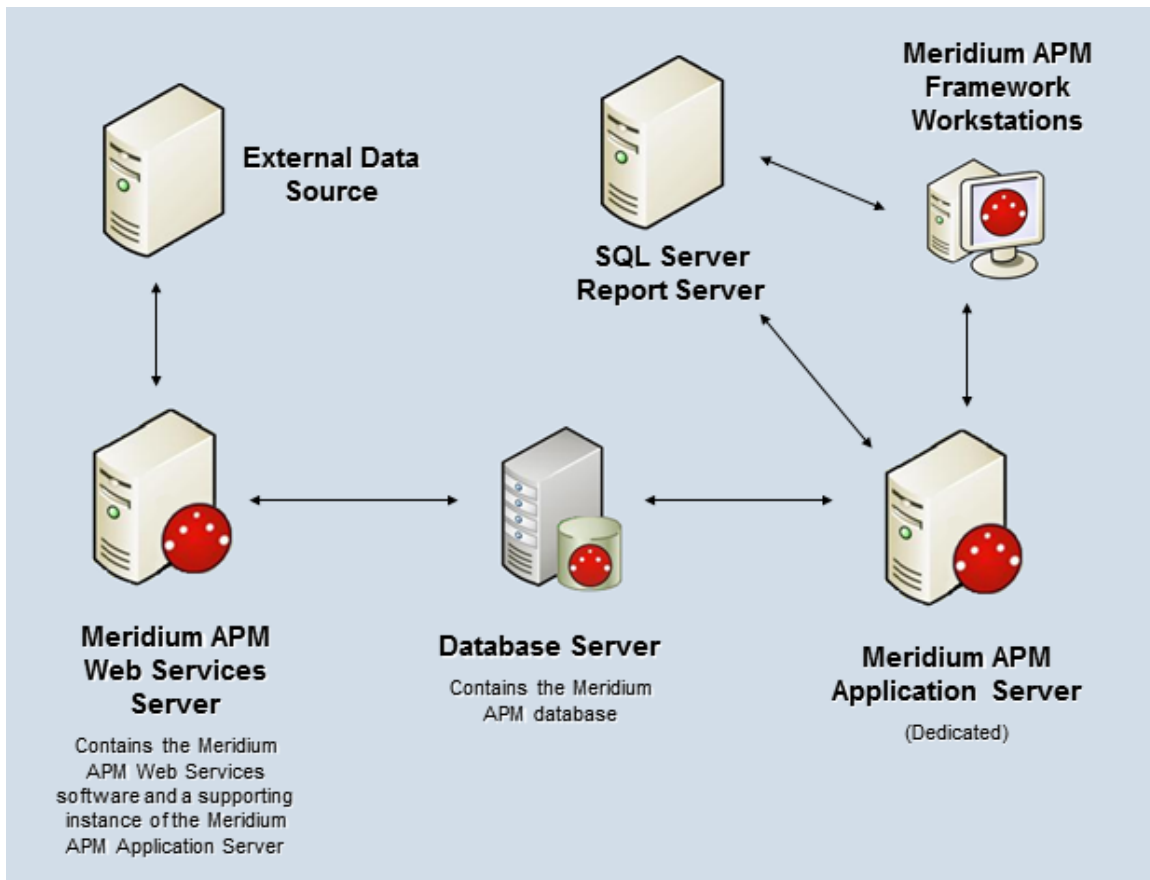 Meridium APM
Framework
Workstations
External Data
Source
SQL Server
Report Server
Meridium APM
Web Services
Server
Contains the Meridium
APM Web Services
software and a supporting
instance of the Meridium
APM Application Server
Database Server
Contains the Meridium
APM database
Meridium APM
Application Server
(Dedicated)